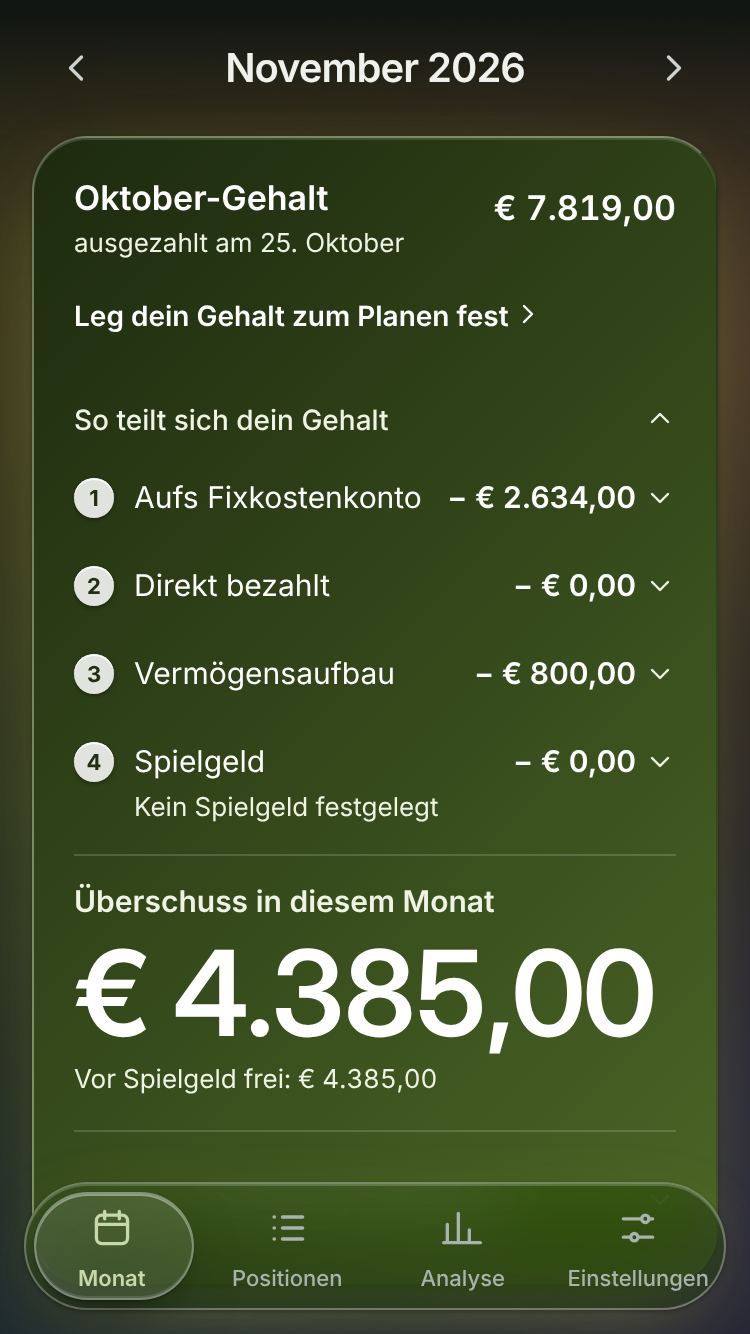 November 2026
Oktober-Gehalt
€ 7.819,00
ausgezahlt am 25. Oktober
Leg dein Gehalt zum Planen fest
So teilt sich dein Gehalt
1 Aufs Fixkostenkonto – € 2.634,00
2 Direkt bezahlt – € 0,00
3 Vermögensaufbau – € 800,00
4 Spielgeld – € 0,00
Kein Spielgeld festgelegt
Überschuss in diesem Monat
€ 4.385,00
Vor Spielgeld frei: € 4.385,00
Monat Positionen Analyse Einstellungen